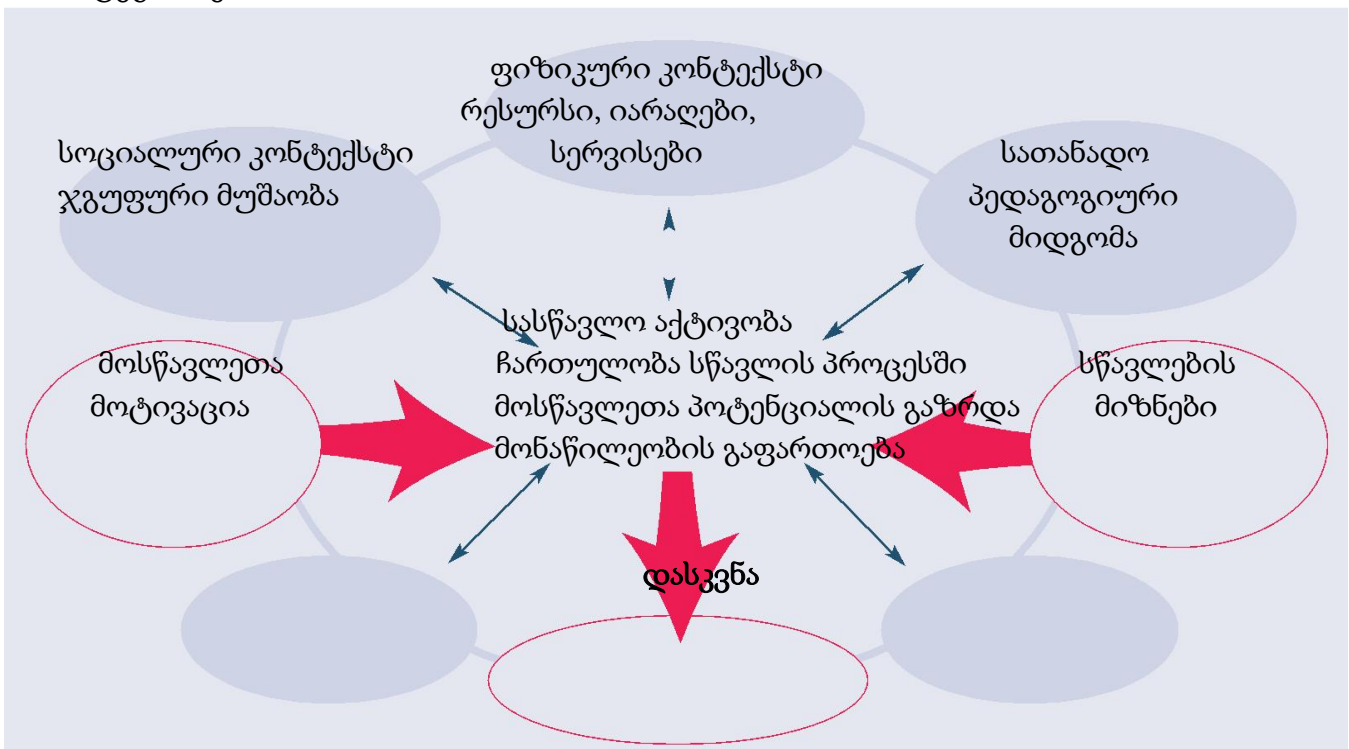 ფიზიკური კონტექსტი
რესურსი, იარაღები,
სერვისები
სოციალური კონტექსტი
ჯგუფური მუშაობა
სათანადო
პედაგოგიური
მიდგომა
სასწავლო აქტივობა
ჩართულობა სწავლის პროცესში
მოსწავლეთა პოტენციალის გაზრდა
მონაწილეობის გაფართოება
მოსწავლეთა
მოტივაცია
სწავლების
მიზნები
დასკვნა